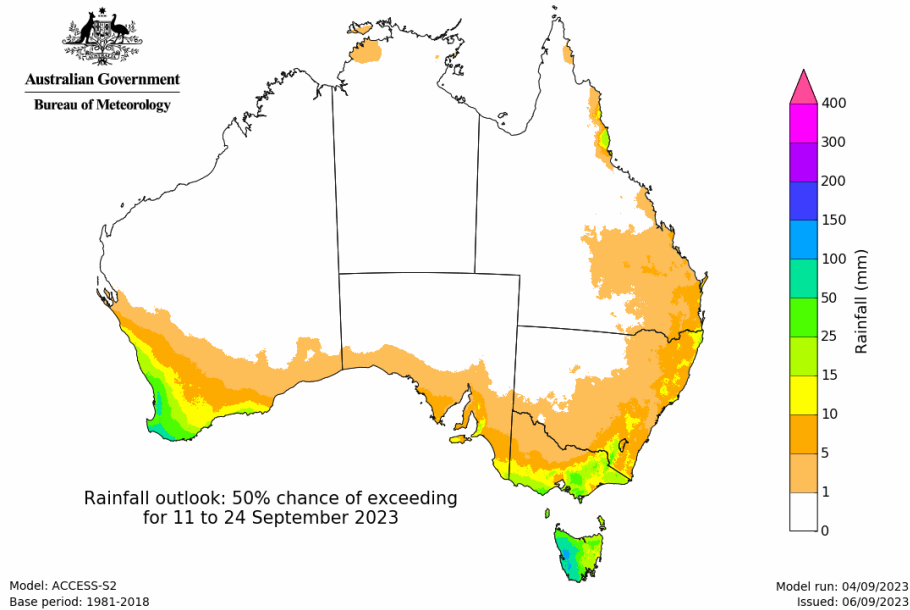 Australian Government
Bureau of Meteorology
400
300
200
150
100
50
25
15
10
5
1
0
Rainfall (mm)
Rainfall outlook: 50% chance of exceeding
for 11 to 24 September 2023
Model: ACCESS-S2
Base period: 1981-2018
Model run: 04/09/2023
Issued: 06/09/2023